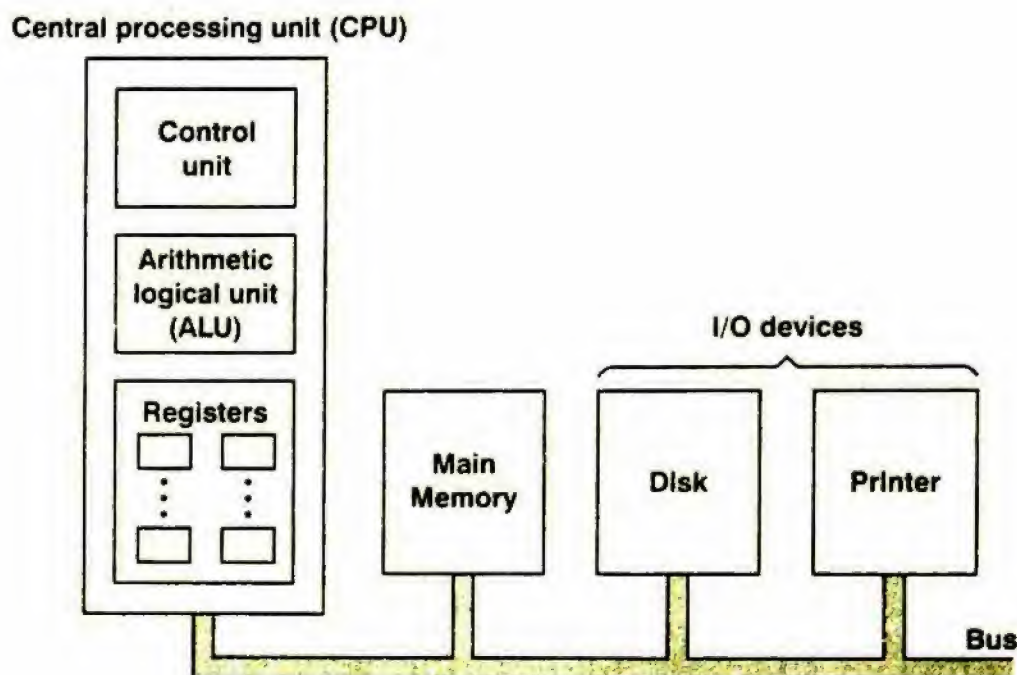 Central processing unit (CPU)
Control
unit
Arithmetic
logical unit
(ALU)
Registers
I/O devices
Main
Memory
Disk
Printer
Bus